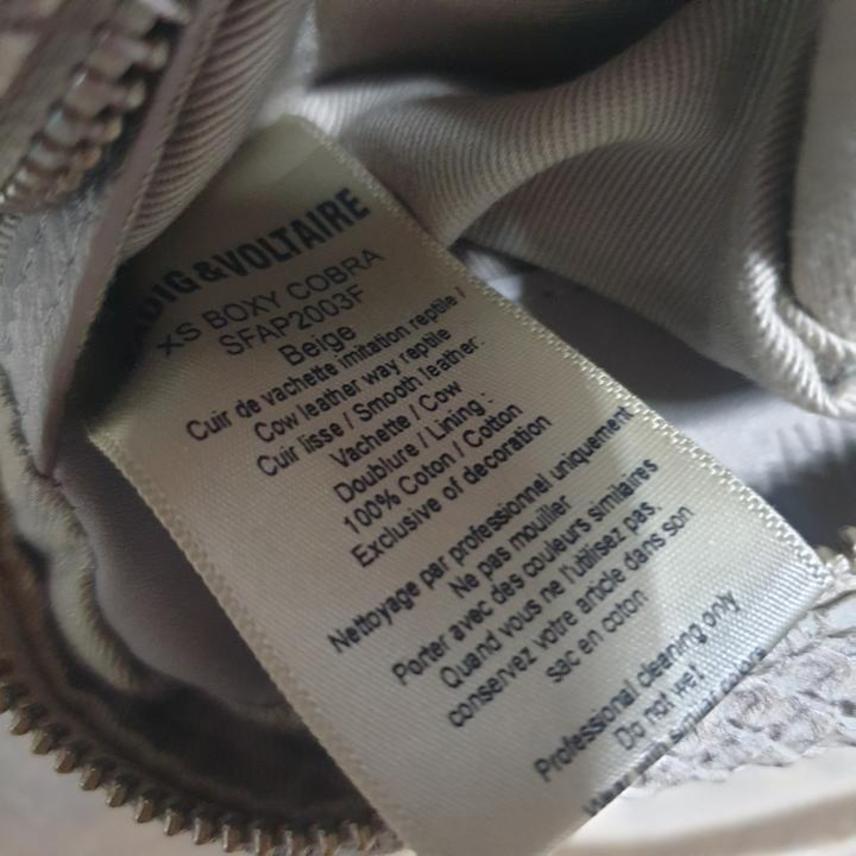 DIG&VOLTAIRE
XS BOXY COBRA
SFAP2003F
Beige
Cuir de vachette imitation reptile /
Cow leather way reptile
Cuir lisse / Smooth leather:
Vachette / Cow
Doublure / Lining :
100% Coton / Cotton
Exclusive of decoration
Nettoyage par professionnel uniquement
Ne pas mouiller
Porter avec des couleurs similaires
Quand vous ne l'utilisez pas,
conservez votre article dans son
sac en coton
Professional cleaning only
Do not wet